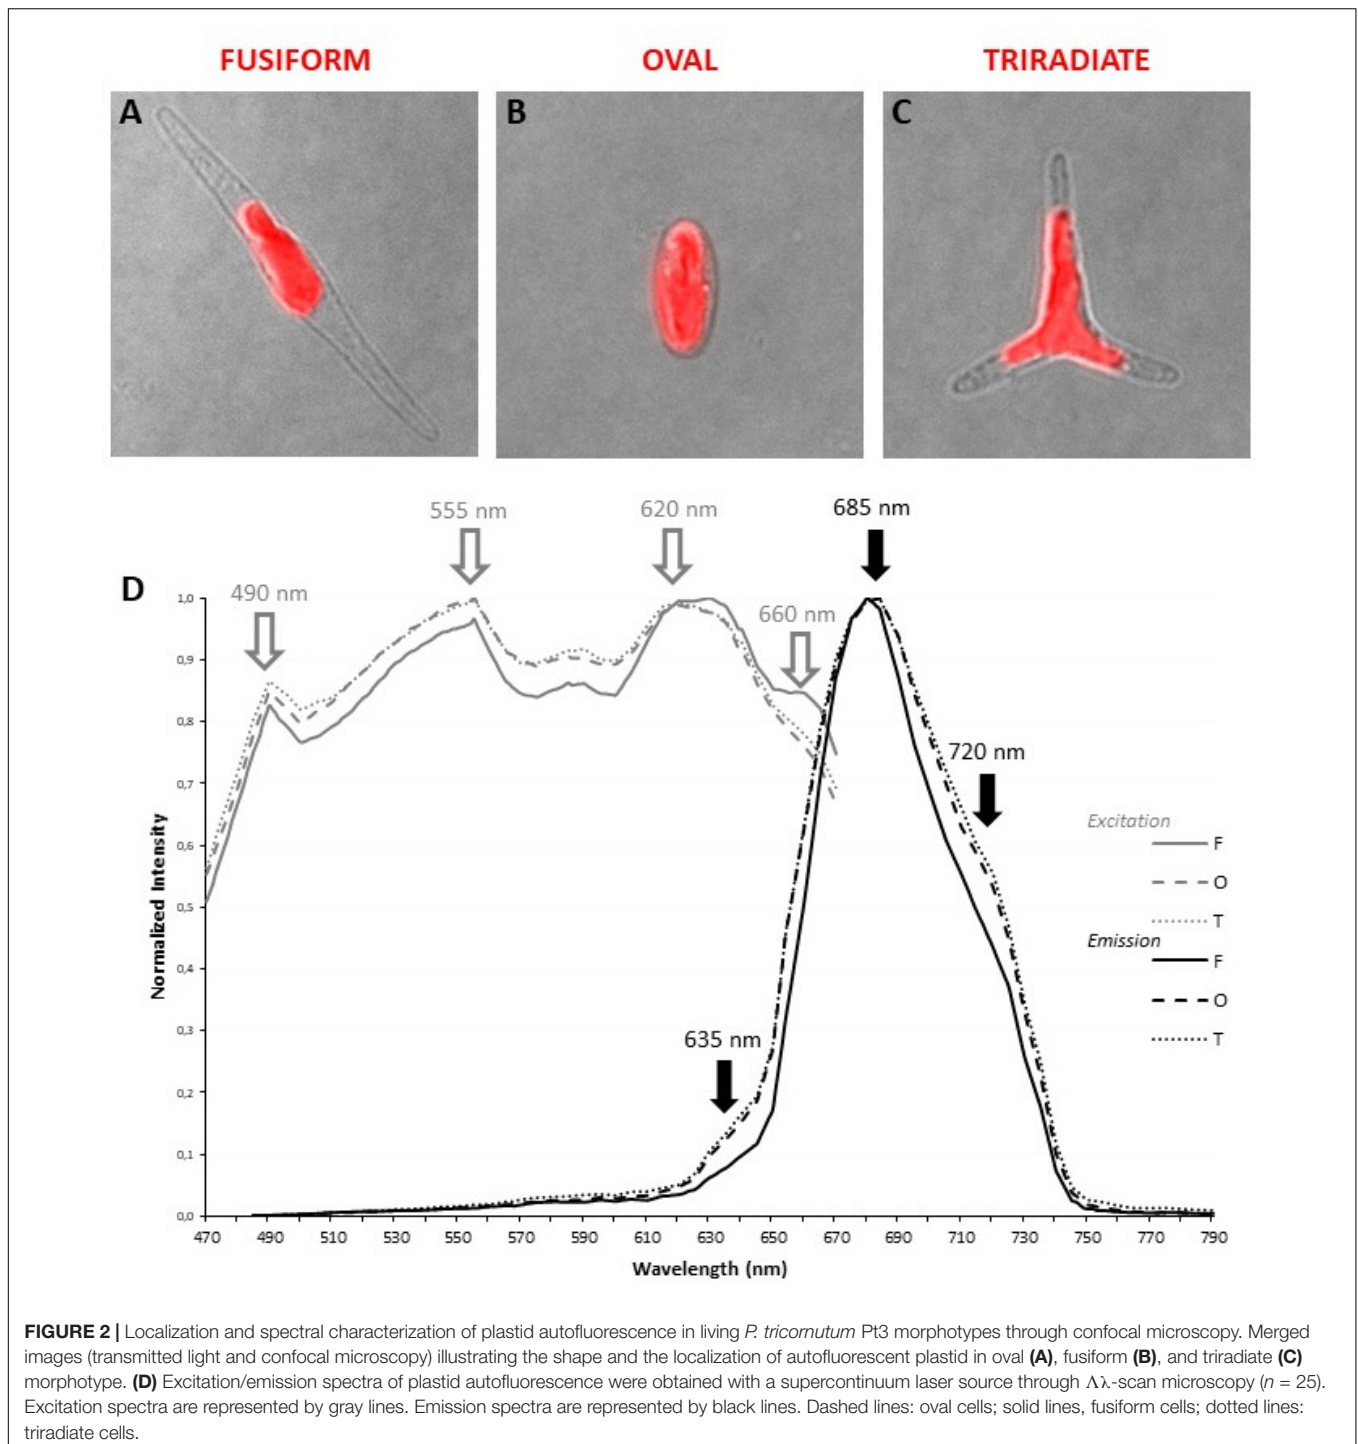 FUSIFORM OVAL TRIRADIATE
A B C
555 nm 620 nm 685 nm
D 490 nm 660 nm
720 nm
635 nm
1,0
0,9
0,8
0,7
0,6
0,5
0,4
0,3
0,2
0,1
0,0
Normalized Intensity
470 490 510 530 550 570 590 610 630 650 670 690 710 730 750 770 790
Wavelength (nm)
Excitation
F
O
T
Emission
F
O
T
FIGURE 2 | Localization and spectral characterization of plastid autofluorescence in living P. tricornutum Pt3 morphotypes through confocal microscopy. Merged
images (transmitted light and confocal microscopy) illustrating the shape and the localization of autofluorescent plastid in oval (A), fusiform (B), and triradiate (C)
morphotype. (D) Excitation/emission spectra of plastid autofluorescence were obtained with a supercontinuum laser source through Λλ-scan microscopy (n = 25).
Excitation spectra are represented by gray lines. Emission spectra are represented by black lines. Dashed lines: oval cells; solid lines, fusiform cells; dotted lines:
triradiate cells.